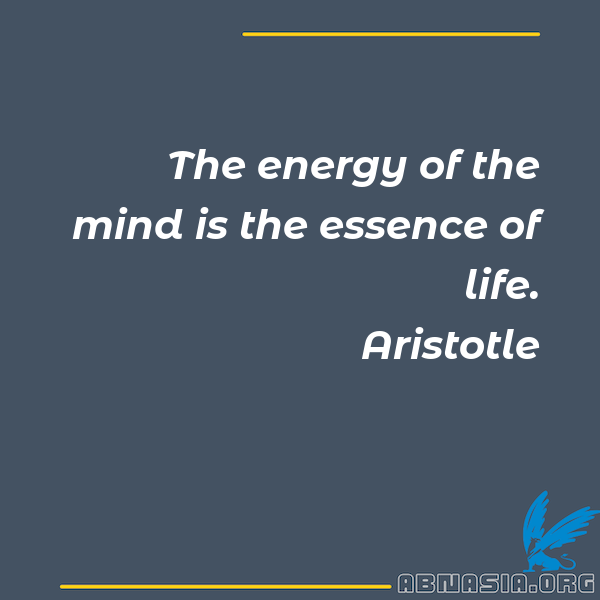 The energy of the
mind is the essence of
life.
Aristotle
ABNASIA.ORG